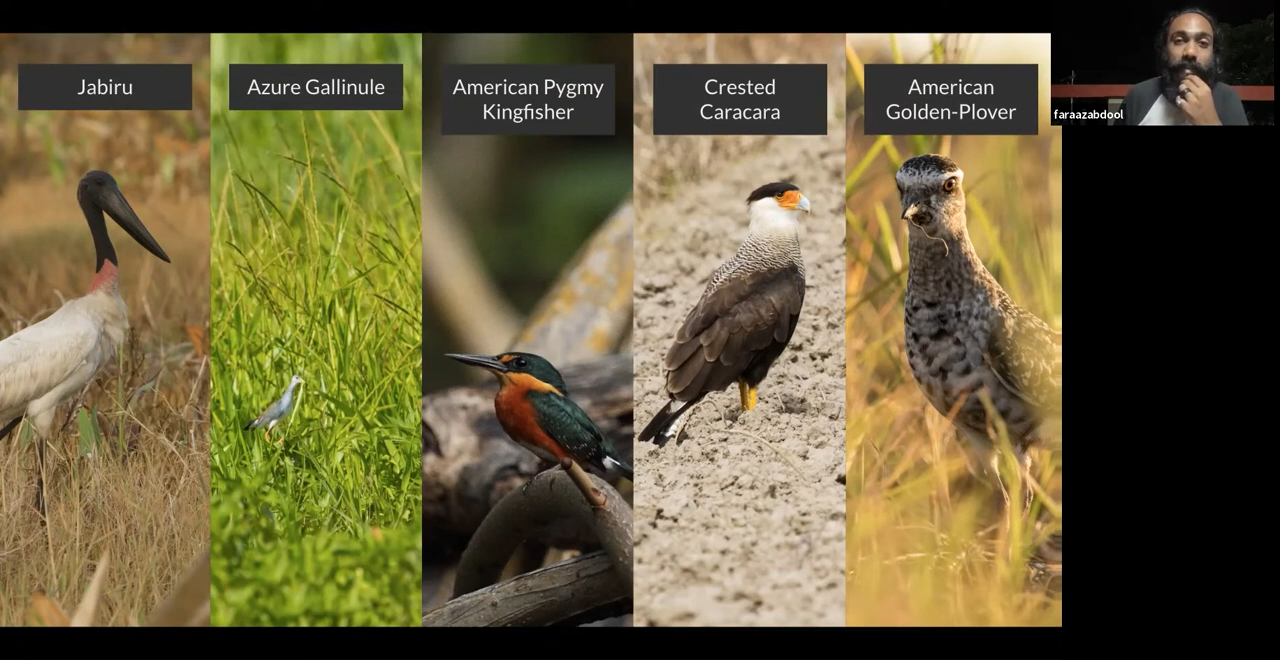 Jabiru
Azure Gallinule
American Pygmy
Kingfisher
Crested
Caracara
American
Golden-Plover
faraazabdool